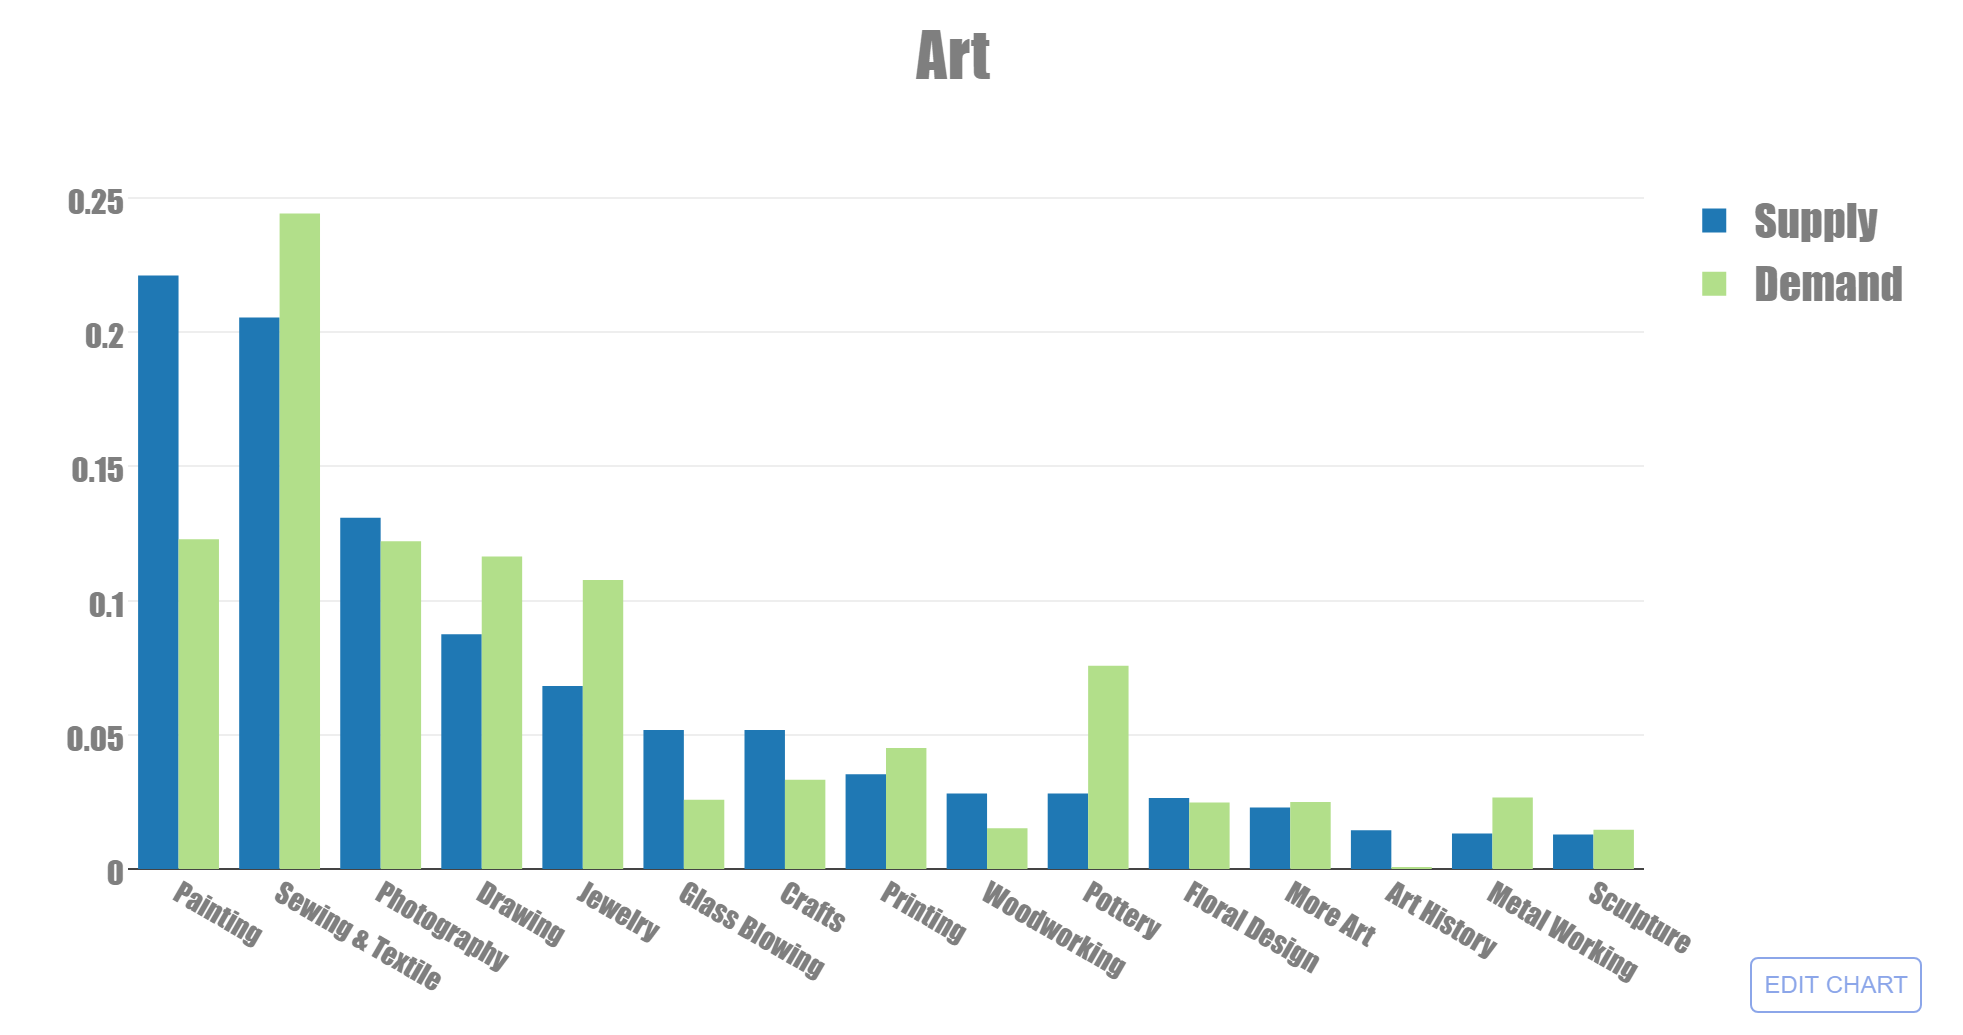 Art
0.25
0.2
0.15
0.1
0.05
0
Supply
Demand
Painting
Sewing & Textile
Photography
Drawing
Jewelry
Glass Blowing
Crafts
Printing
Woodworking
Pottery
Floral Design
More Art
Art History
Metal Working
Sculpture
EDIT CHART